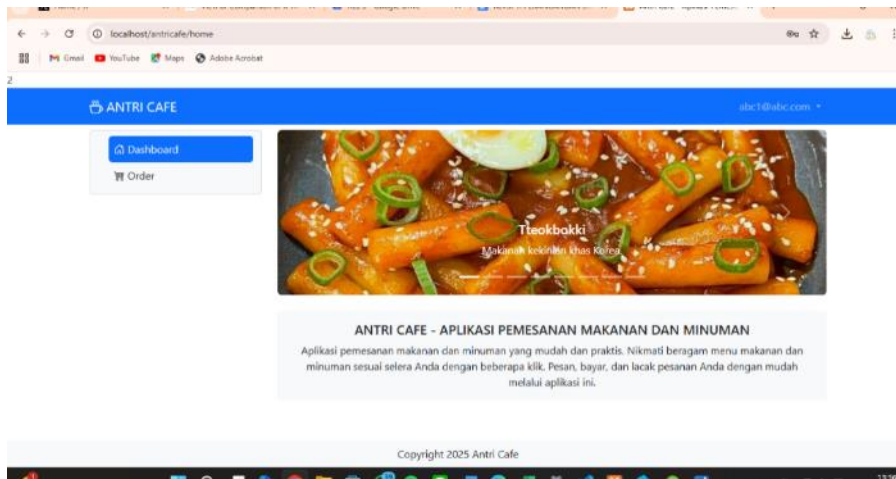 localhost/antricafe/home
Gmail YouTube Maps Adobe Acrobat
2
ANTRI CAFE
abc1@abc.com
Dashboard
Order
Tteokbokki
Makanan kekinian khas Korea
ANTRI CAFE - APLIKASI PEMESANAN MAKANAN DAN MINUMAN
Aplikasi pemesanan makanan dan minuman yang mudah dan praktis. Nikmati beragam menu makanan dan
minuman sesuai selera Anda dengan beberapa klik. Pesan, bayar, dan lacak pesanan Anda dengan mudah
melalui aplikasi ini.
Copyright 2025 Antri Cafe